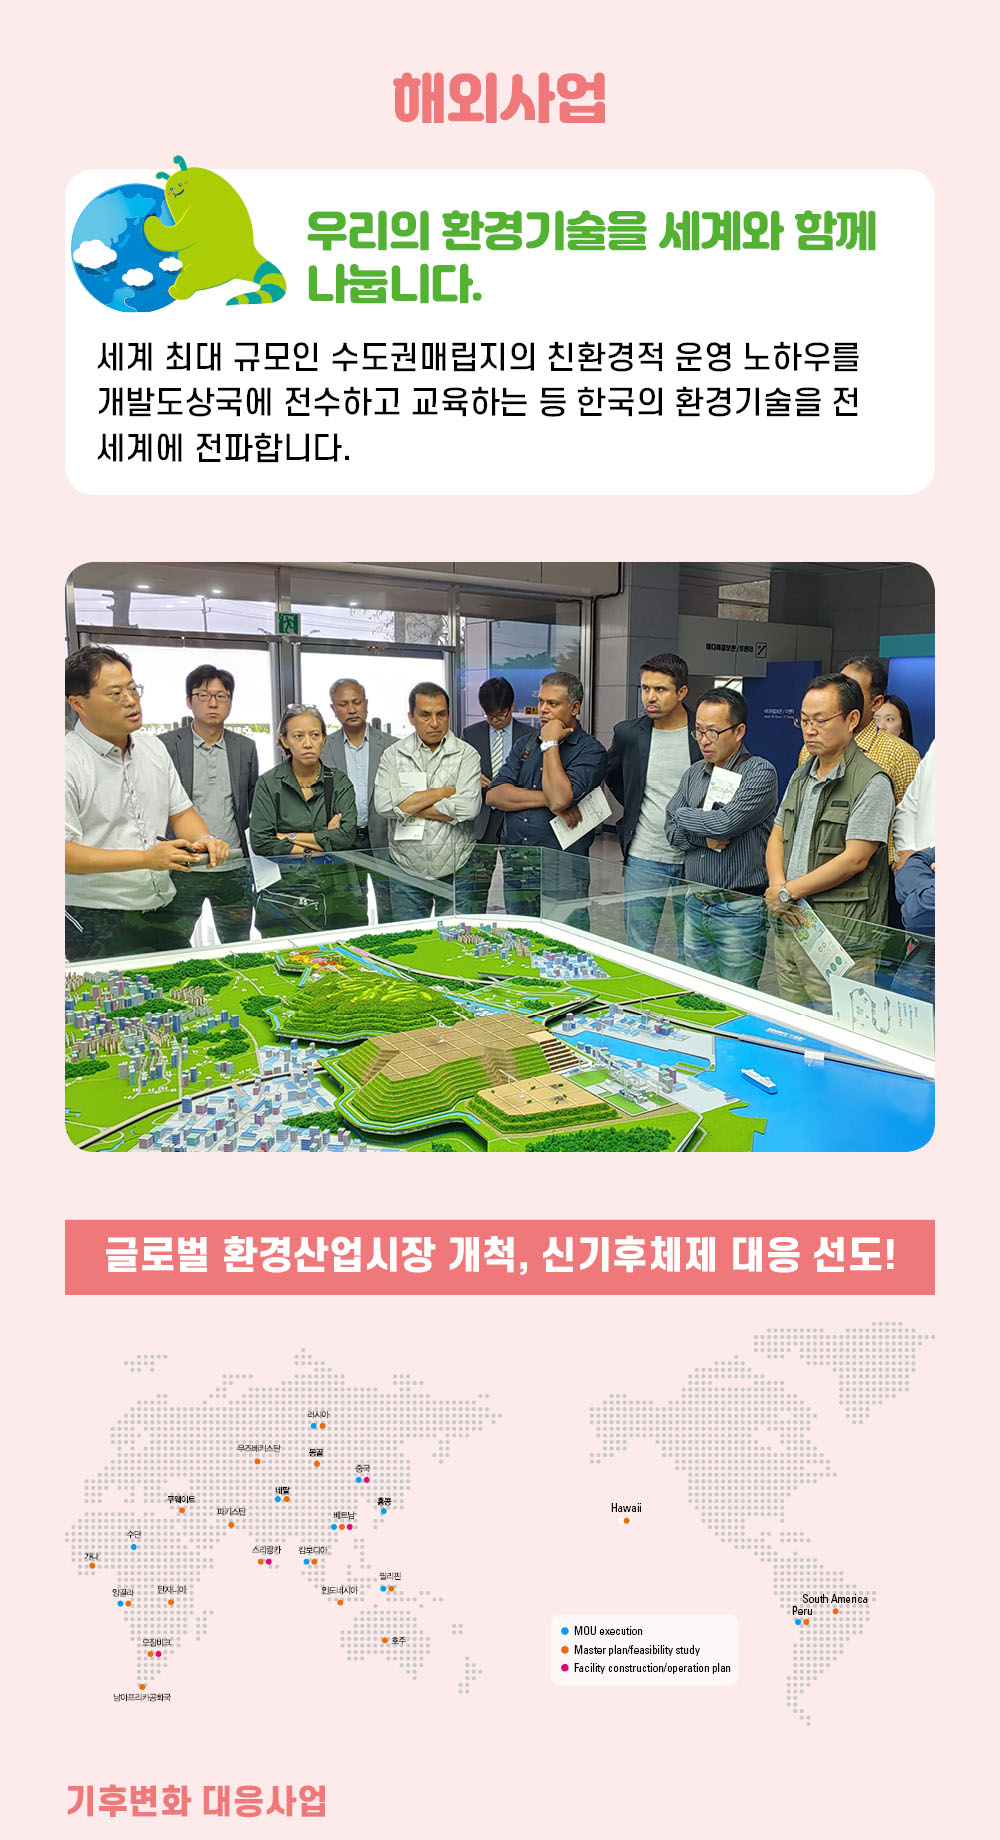 해외사업
우리의 환경기술을 세계와 함께
나눕니다.
세계 최대 규모인 수도권매립지의 친환경적 운영 노하우를
개발도상국에 전수하고 교육하는 등 한국의 환경기술을 전
세계에 전파합니다.
글로벌 환경산업시장 개척, 신기후체제 대응 선도!
러시아
우즈베키스탄
몽골
중국
네팔
쿠웨이트
홍콩
파키스탄
베트남
Hawaii
수단
스리랑카
캄보디아
가나
필리핀
앙골라
탄자니아
인도네시아
South America
Peru
호주
모잠비크
남아프리카공화국
MOU execution
Master plan/feasibility study
Facility construction/operation plan
기후변화 대응사업